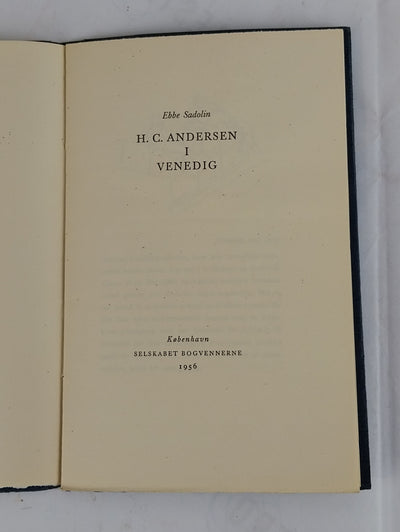 Ebbe Sadolin
H. C. ANDERSEN
I
VENEDIG
København
SELSKABET BOGVENNERNE
1956